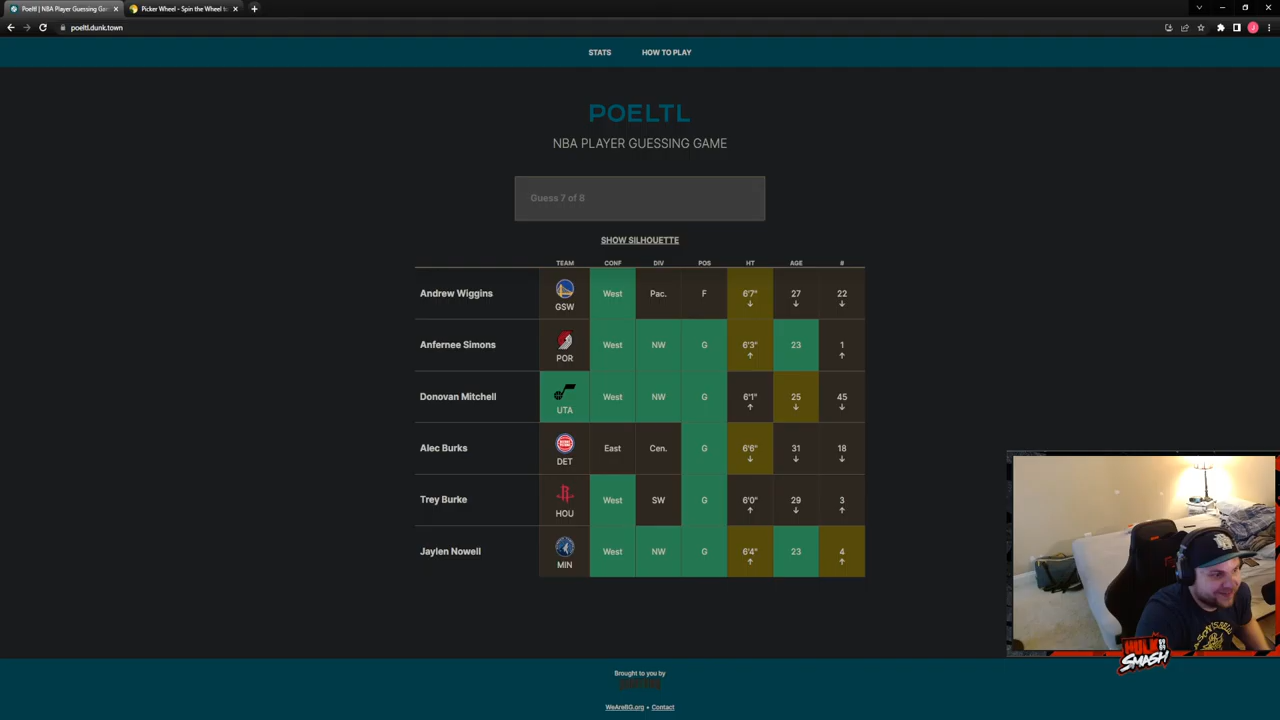 Poeltl | NBA Player Guessing Ga
Picker Wheel - Spin the Wheel to
poeltl.dunk.town
STATS
HOW TO PLAY
POELTL
NBA PLAYER GUESSING GAME
Guess 7 of 8
SHOW SILHOUETTE
TEAM CONF DIV POS HT AGE #
Andrew Wiggins GSW West Pac. F 6'7" ↓ 27 ↓ 22 ↓
Anfernee Simons POR West NW G 6'3" ↑ 23 1 ↑
Donovan Mitchell UTA West NW G 6'1" ↑ 25 ↓ 45 ↓
Alec Burks DET East Cen. G 6'6" ↓ 31 ↓ 18 ↓
Trey Burke HOU West SW G 6'0" ↑ 29 ↓ 3 ↑
Jaylen Nowell MIN West NW G 6'4" ↑ 23 4 ↑
HULK
SMASH
Brought to you by
WeAreBG.org • Contact